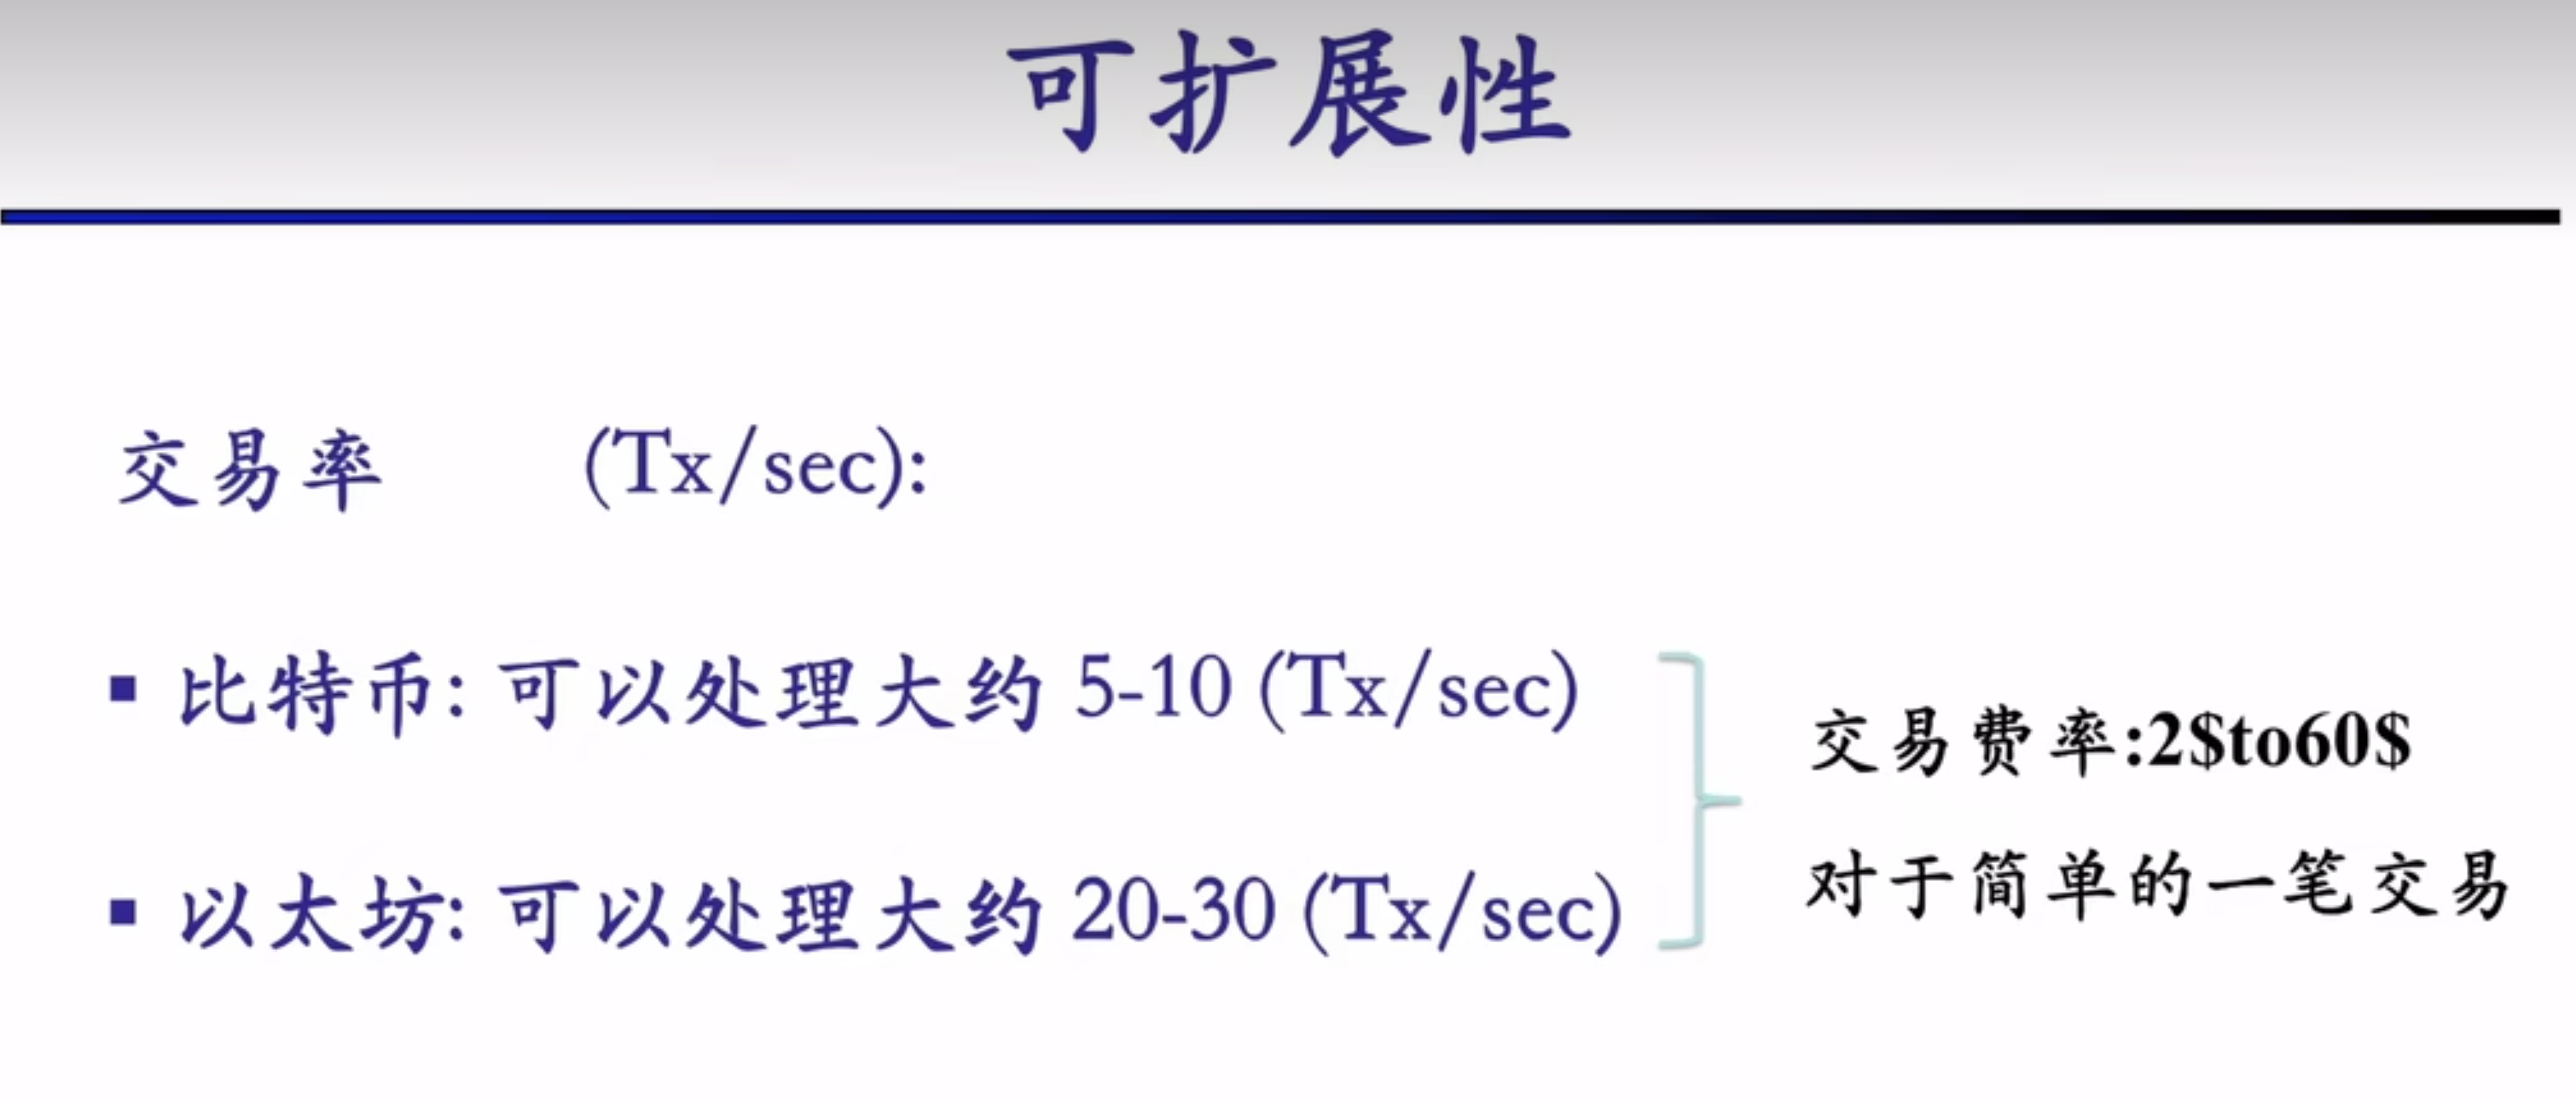 可扩展性
交易率 (Tx/sec):
▪ 比特币: 可以处理大约 5-10 (Tx/sec)
▪ 以太坊: 可以处理大约 20-30 (Tx/sec)
交易费率:2$to60$
对于简单的一笔交易